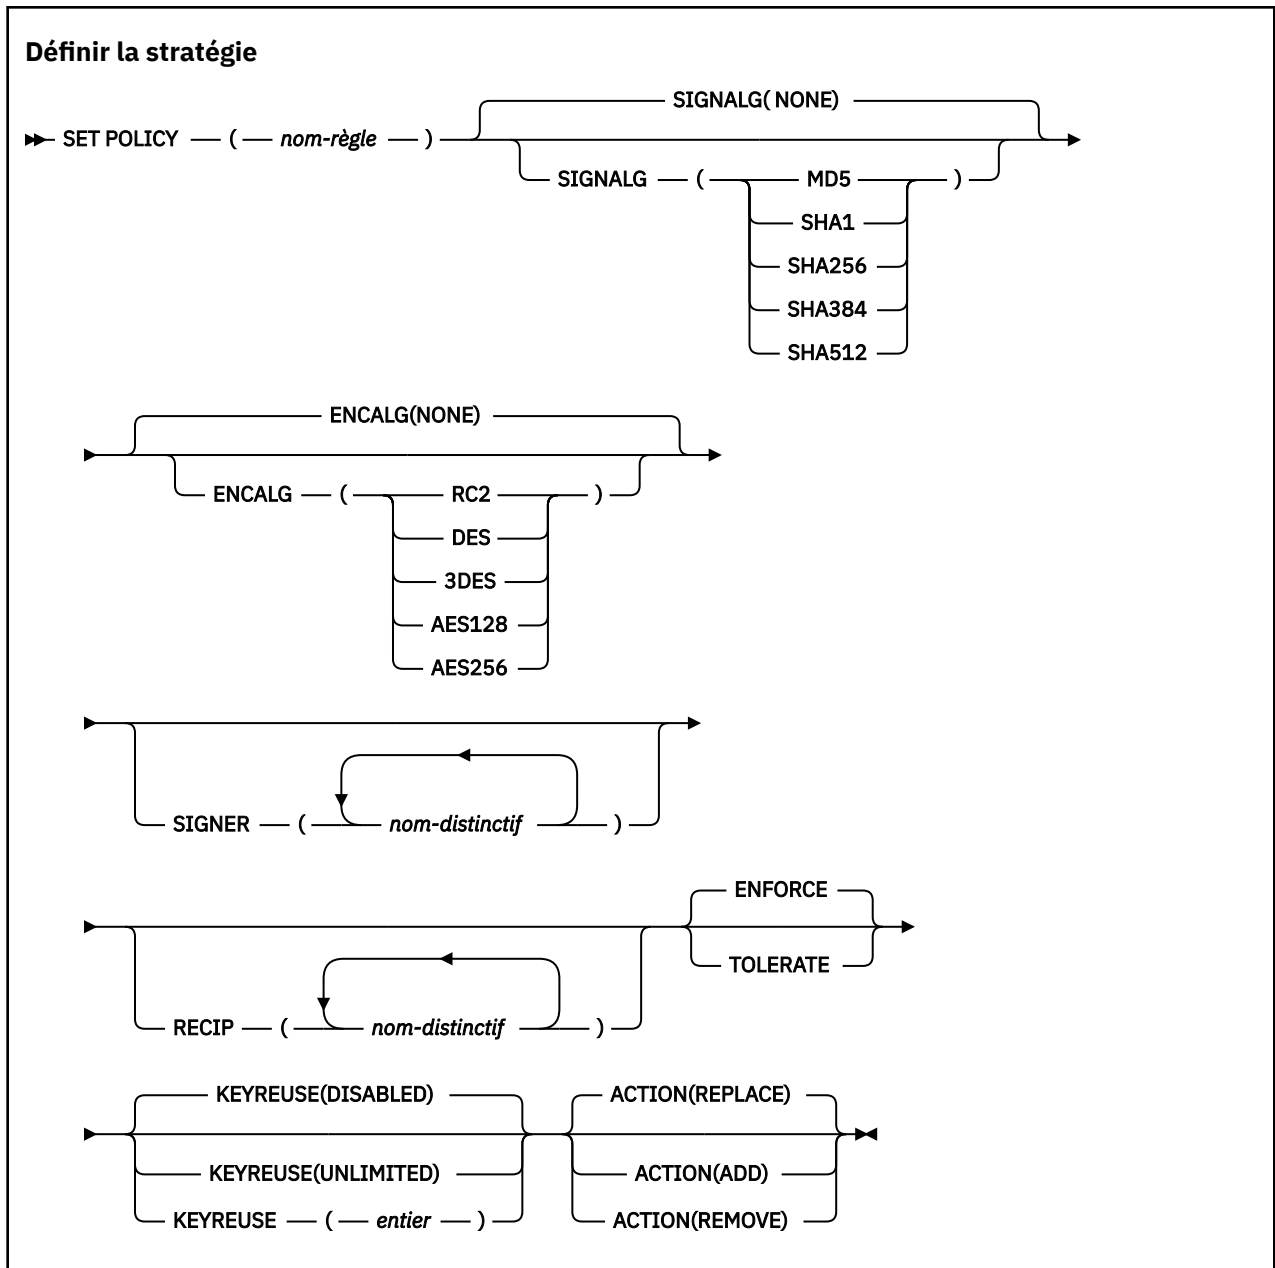 Définir la stratégie
SIGNALG( NONE)
SET POLICY ( nom-règle )
SIGNALG ( MD5 )
SHA1
SHA256
SHA384
SHA512
ENCALG(NONE)
ENCALG ( RC2 )
DES
3DES
AES128
AES256
SIGNER ( nom-distinctif )
ENFORCE
TOLERATE
RECIP ( nom-distinctif )
KEYREUSE(DISABLED) ACTION(REPLACE)
KEYREUSE(UNLIMITED) ACTION(ADD)
KEYREUSE ( entier ) ACTION(REMOVE)